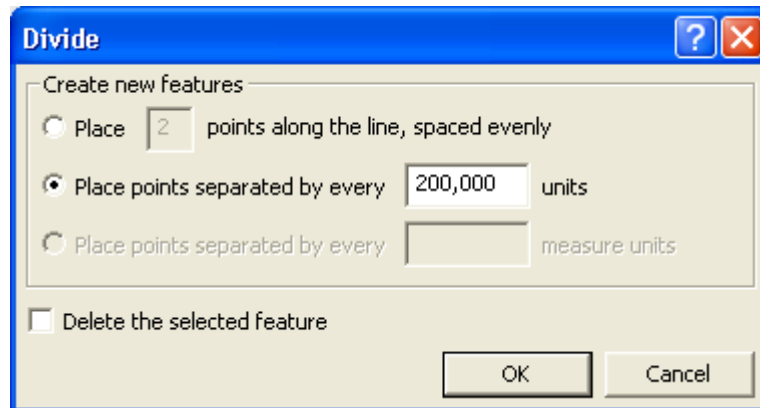 Divide
Create new features
Place 2 points along the line, spaced evenly
Place points separated by every 200,000 units
Place points separated by every measure units
Delete the selected feature
OK Cancel